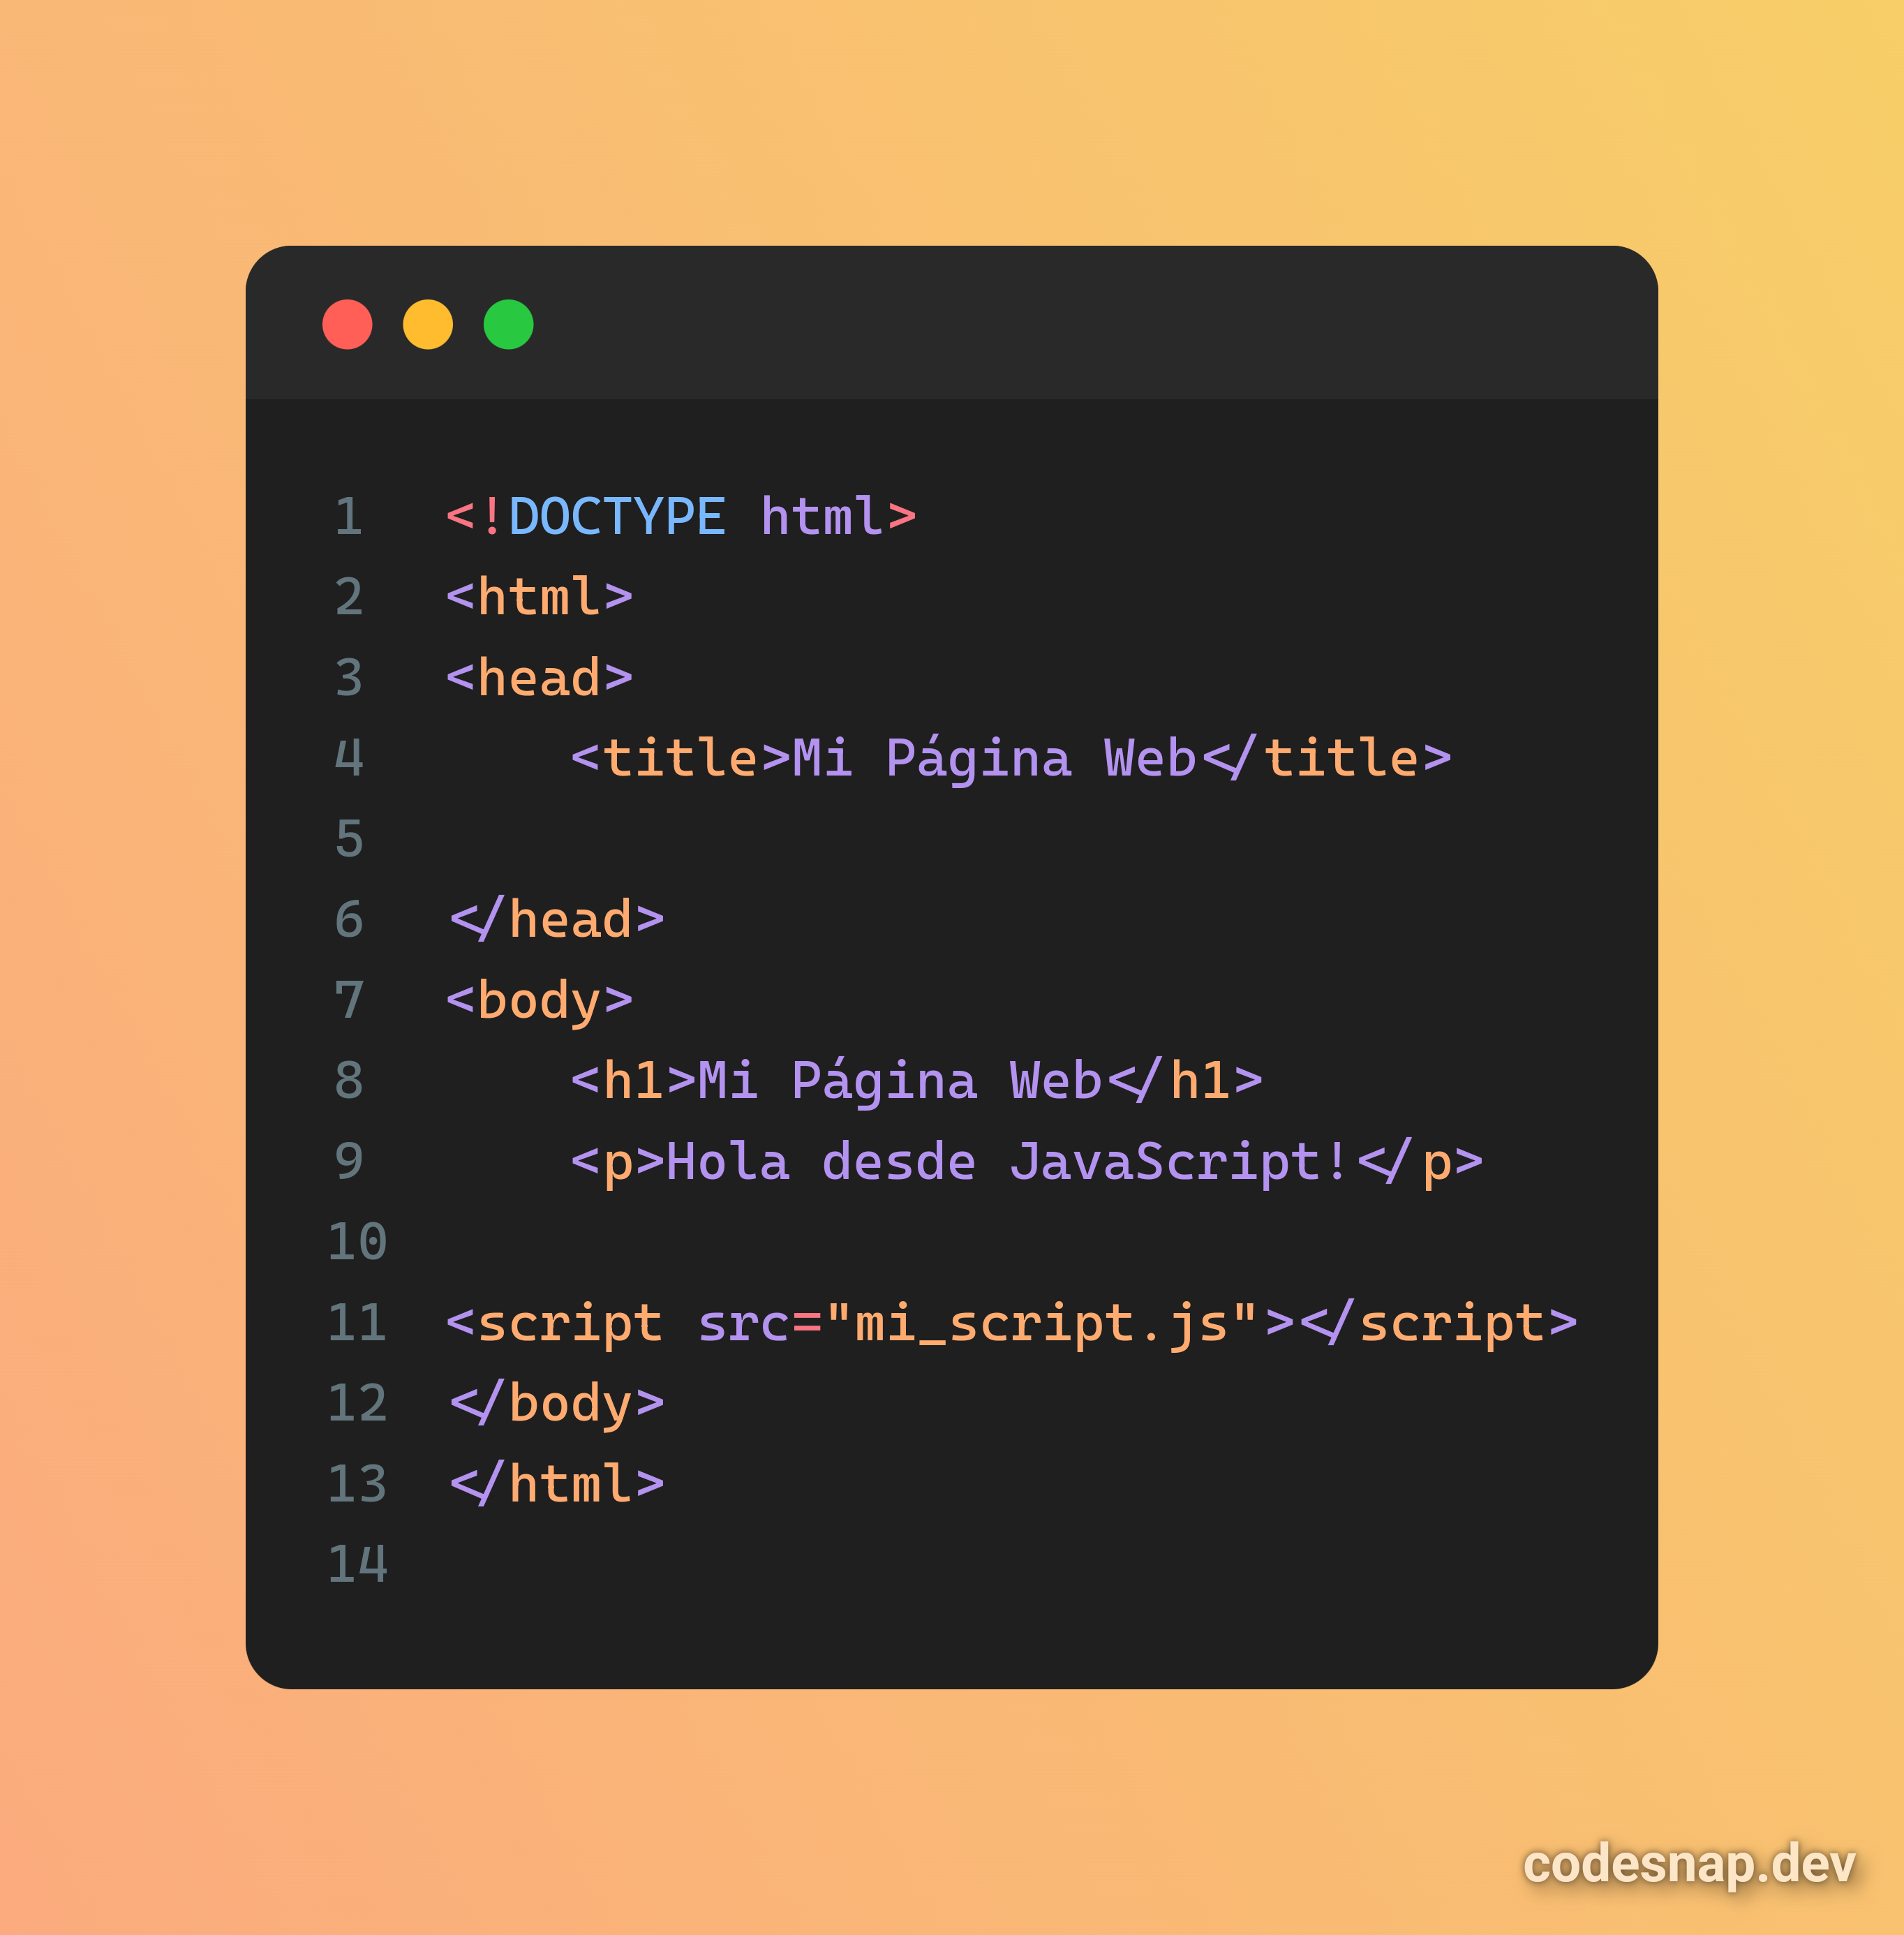 1 <!DOCTYPE html>
2 <html>
3 <head>
4     <title>Mi Página Web</title>
5
6 </head>
7 <body>
8     <h1>Mi Página Web</h1>
9     <p>Hola desde JavaScript!</p>
10
11 <script src="mi_script.js"></script>
12 </body>
13 </html>
14
codesnap.dev